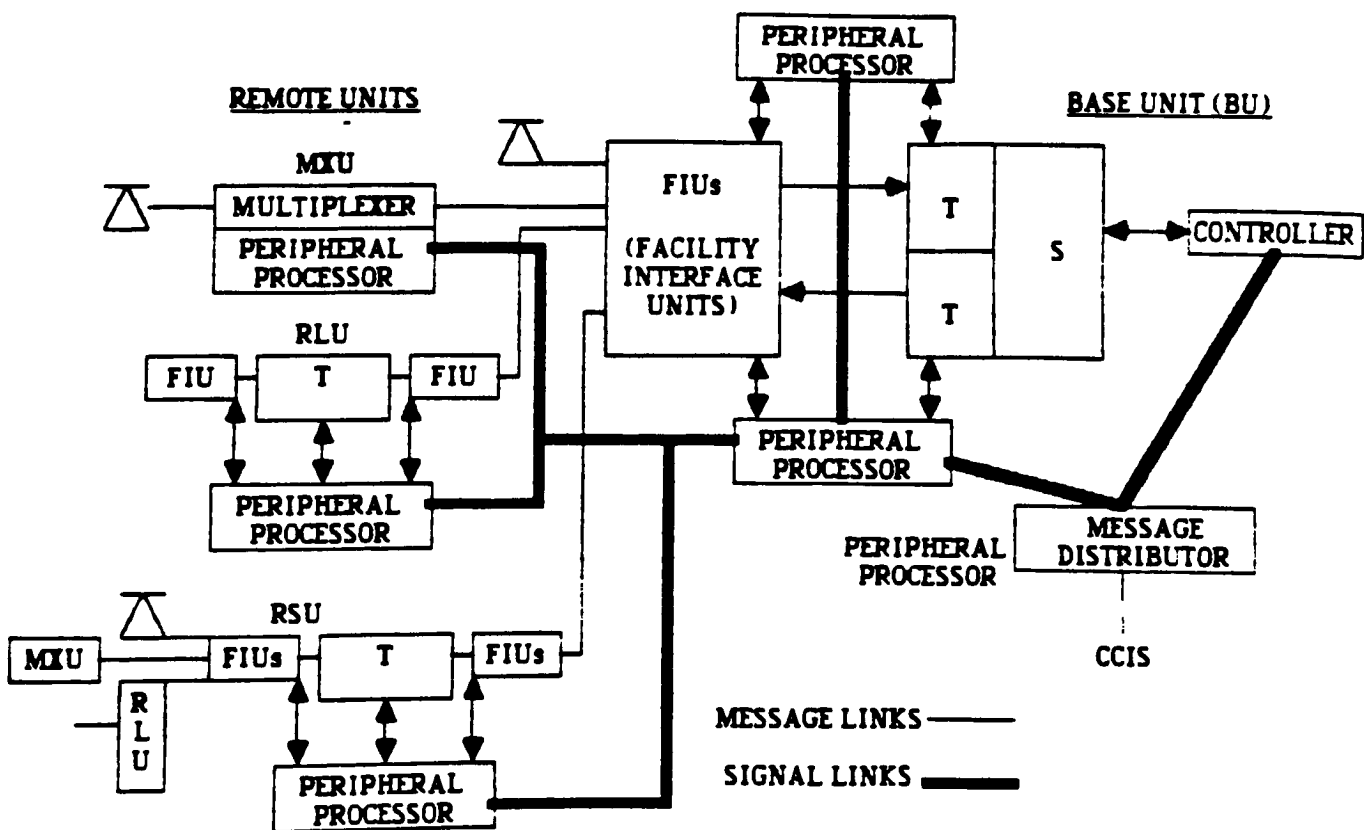 PERIPHERAL
PROCESSOR
REMOTE UNITS
BASE UNIT (BU)
MXU
MULTIPLEXER
PERIPHERAL
PROCESSOR
FIUs
(FACILITY
INTERFACE
UNITS)
T
T
S
CONTROLLER
RLU
FIU
T
FIU
PERIPHERAL
PROCESSOR
PERIPHERAL
PROCESSOR
PERIPHERAL
PROCESSOR
MESSAGE
DISTRIBUTOR
CCIS
RSU
MXU
FIUs
T
FIUs
R
L
U
PERIPHERAL
PROCESSOR
MESSAGE LINKS
SIGNAL LINKS